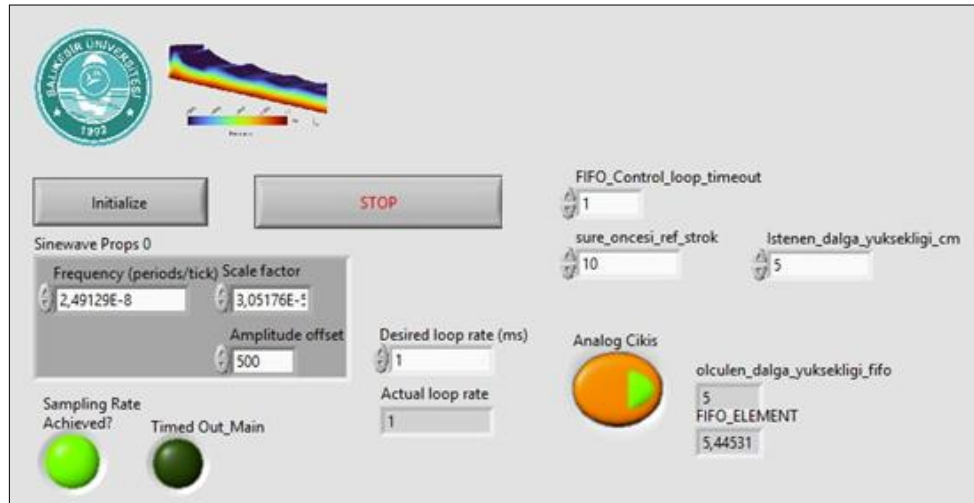 BALIKESİR ÜNİVERSİTESİ
1992
Initialize
STOP
FIFO_Control_loop_timeout
1
sure_oncesi_ref_strok
10
Istenen_dalga_yuksekligi_cm
5
Sinewave Props 0
Frequency (periods/tick)
2,49129E-8
Scale factor
3,05176E-5
Amplitude offset
500
Desired loop rate (ms)
1
Actual loop rate
1
Analog Cikis
olculen_dalga_yuksekligi_fifo
5
FIFO_ELEMENT
5,44531
Sampling Rate
Achieved?
Timed Out_Main